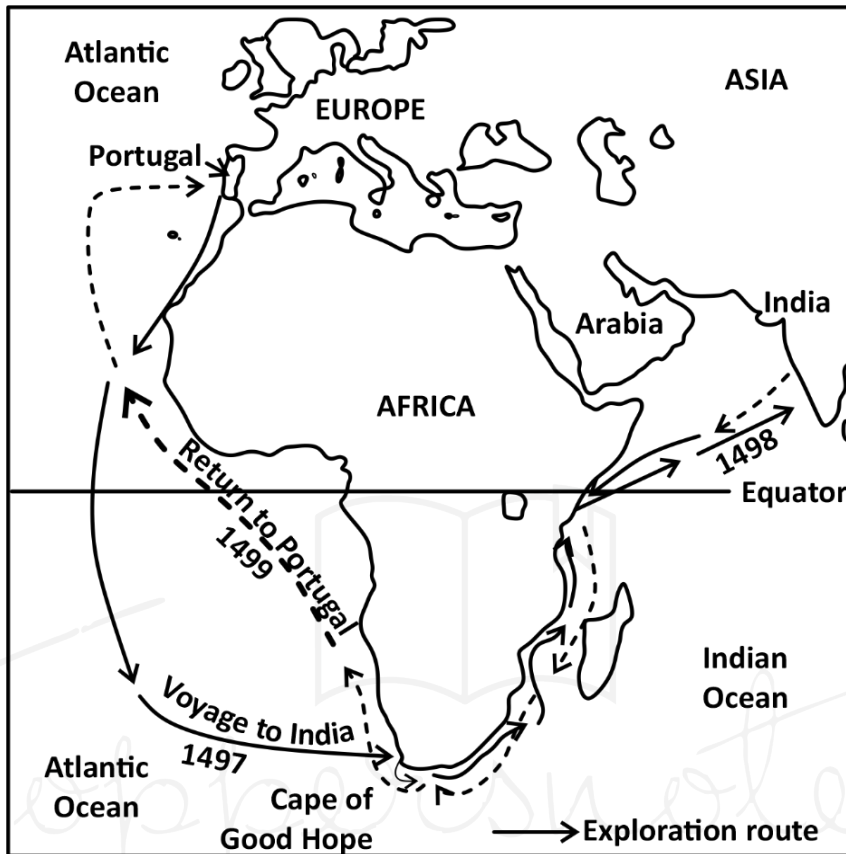 Atlantic
Ocean
ASIA
EUROPE
Portugal
India
Arabia
AFRICA
1498
Return to Portugal
1499
Equator
Indian
Ocean
Voyage to India
1497
Atlantic
Ocean
Cape of
Good Hope
Exploration route
Toppersnote